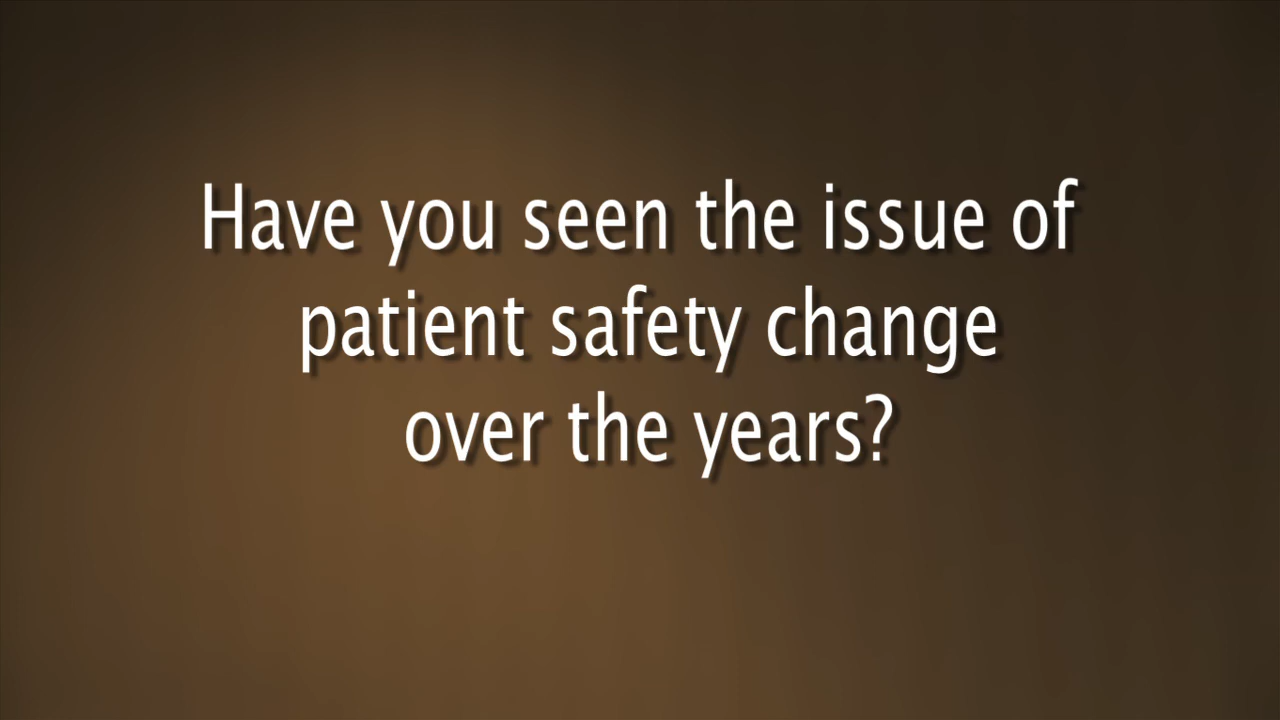 Have you seen the issue of
patient safety change
over the years?